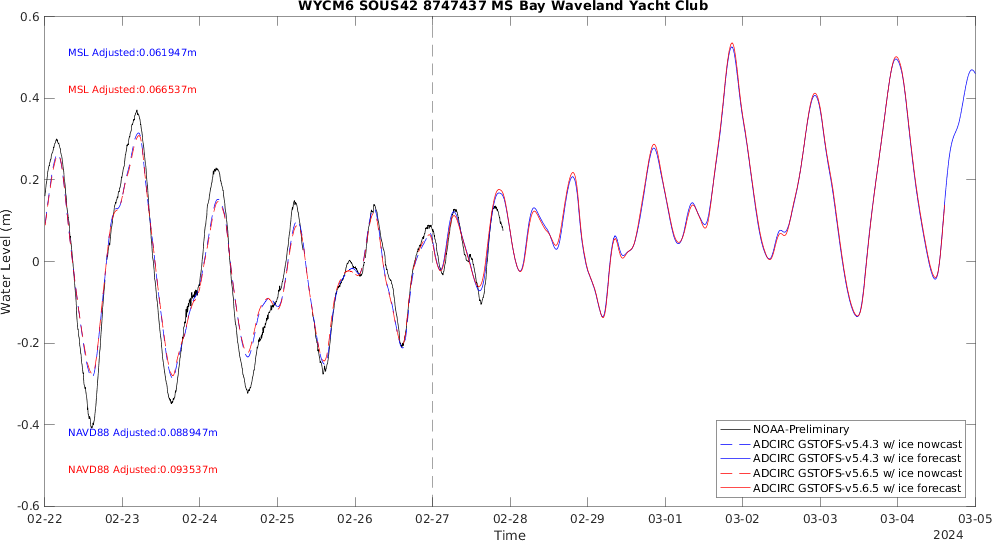 WYCM6 SOUS42 8747437 MS Bay Waveland Yacht Club
0.6
MSL Adjusted:0.061947m
MSL Adjusted:0.066537m
0.4
0.2
0
-0.2
-0.4
-0.6
Water Level (m)
NAVD88 Adjusted:0.088947m
NAVD88 Adjusted:0.093537m
NOAA-Preliminary
ADCIRC GSTOFS-v5.4.3 w/ ice nowcast
ADCIRC GSTOFS-v5.4.3 w/ ice forecast
ADCIRC GSTOFS-v5.6.5 w/ ice nowcast
ADCIRC GSTOFS-v5.6.5 w/ ice forecast
02-22 02-23 02-24 02-25 02-26 02-27 02-28 02-29 03-01 03-02 03-03 03-04 03-05
Time
2024